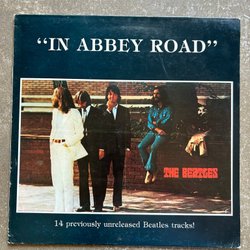 “IN ABBEY ROAD”
THE BEATLES
14 previously unreleased Beatles tracks!